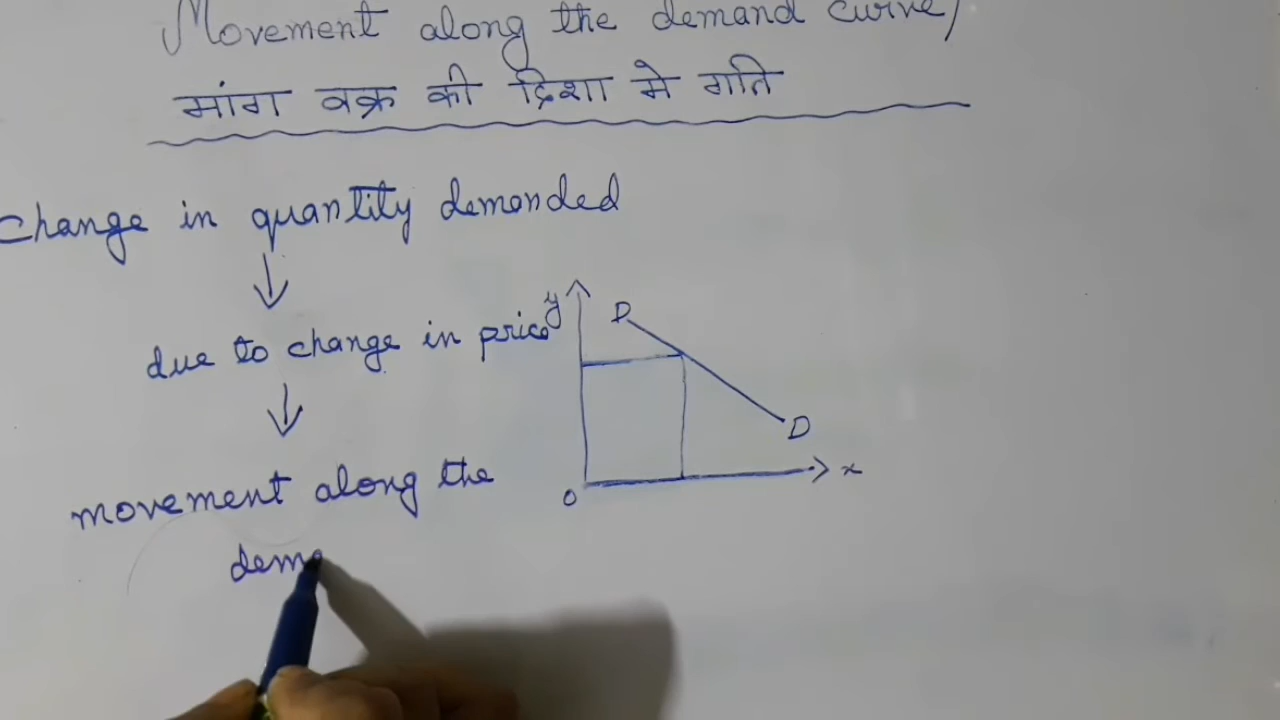 Movement along the demand curve/
मांग वक्र की दिशा मे गति
Change in quantity demanded
due to change in price
movement along the
dema
y
D
D
x
O